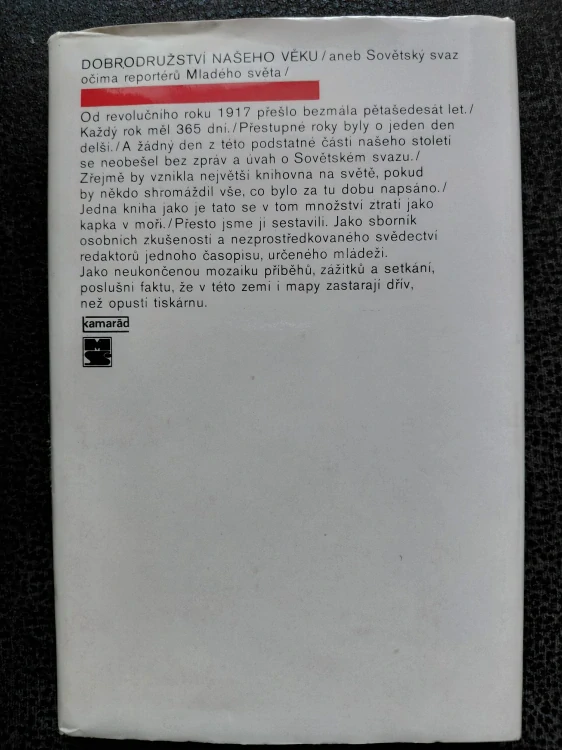 DOBRODRUŽSTVÍ NAŠEHO VĚKU/aneb Sovětský svaz
očima reportérů Mladého světa/
Od revolučního roku 1917 přešlo bezmála pětašedesát let./
Každý rok měl 365 dní./Přestupné roky byly o jeden den
delší./A žádný den z této podstatné části našeho století
se neobešel bez zpráv a úvah o Sovětském svazu./
Zřejmě by vznikla největší knihovna na světě, pokud
by někdo shromáždil vše, co bylo za tu dobu napsáno./
Jedna kniha jako je tato se v tom množství ztratí jako
kapka v moři./Přesto jsme ji sestavili. Jako sborník
osobních zkušeností a nezprostředkovaného svědectví
redaktorů jednoho časopisu, určeného mládeži.
Jako neukončenou mozaiku příběhů, zážitků a setkání,
poslušni faktu, že v této zemi i mapy zastarají dřív,
než opustí tiskárnu.
kamarád